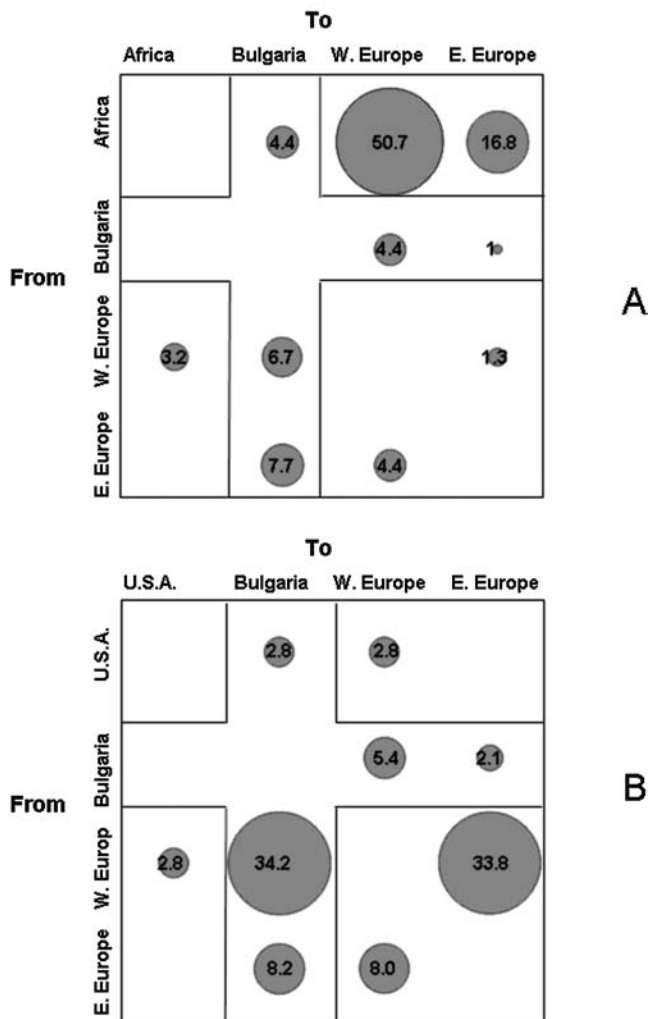 To
Africa Bulgaria W. Europe E. Europe
Africa 4.4 50.7 16.8
Bulgaria 4.4 1
From
A
W. Europe 3.2 6.7 1.3
E. Europe 7.7 4.4
To
U.S.A. Bulgaria W. Europe E. Europe
U.S.A. 2.8 2.8
Bulgaria 5.4 2.1
From
B
W. Europ 2.8 34.2 33.8
E. Europe 8.2 8.0